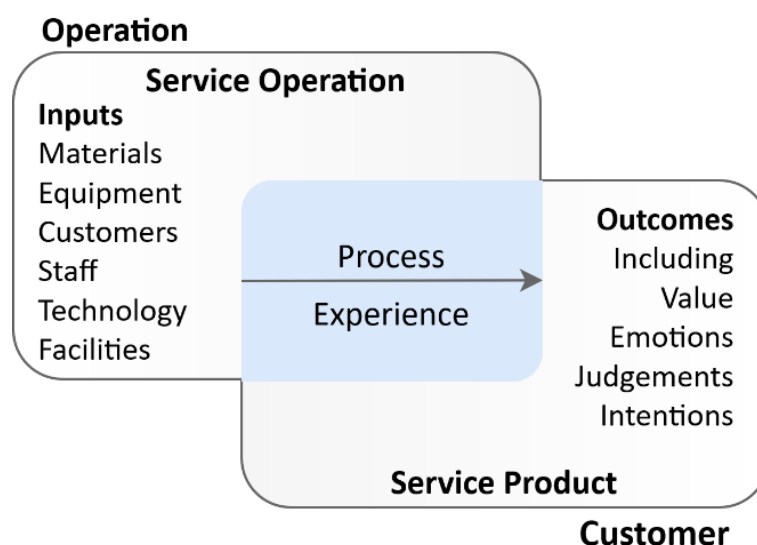 Operation
Service Operation
Inputs
Materials
Equipment
Customers
Staff
Technology
Facilities
Process
Experience
Outcomes
Including
Value
Emotions
Judgements
Intentions
Service Product
Customer